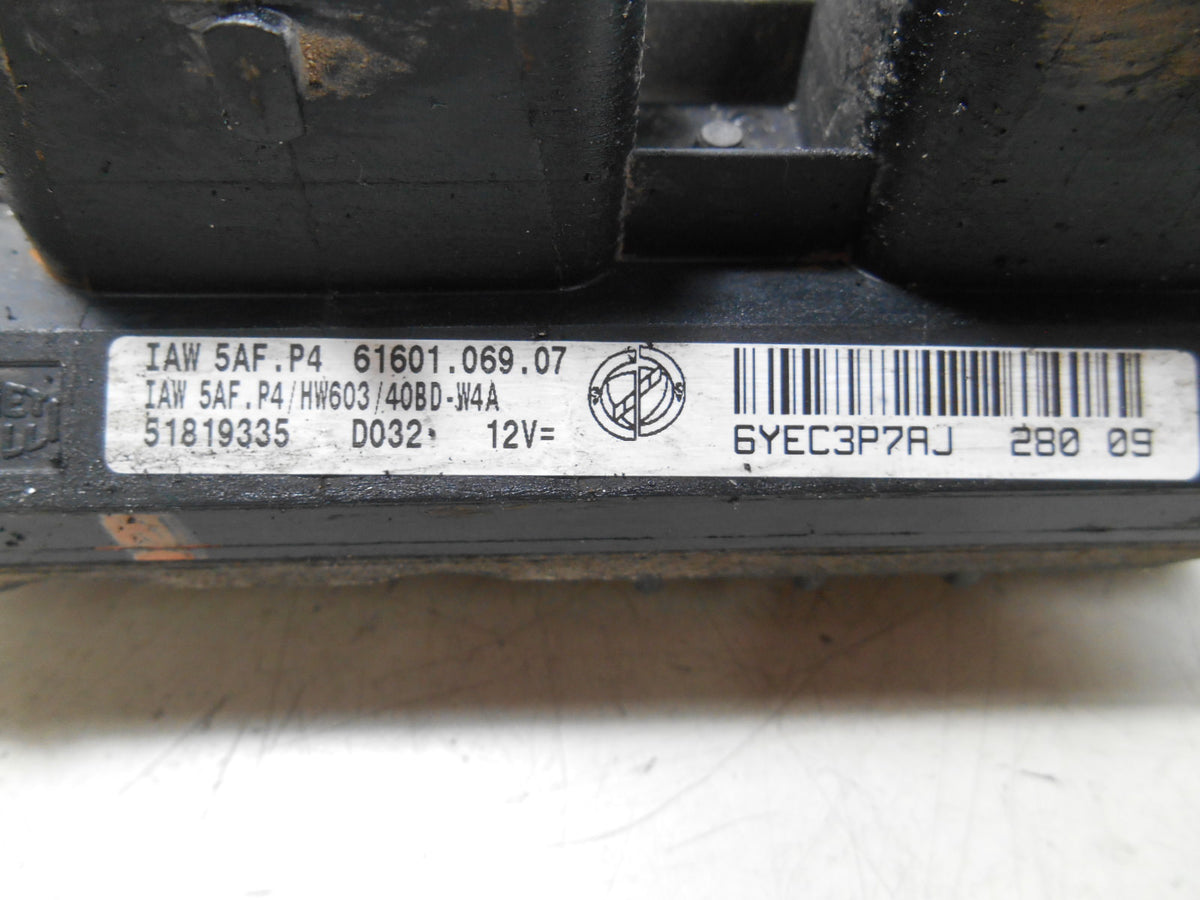 IAW 5AF.P4 61601.069.07
IAW 5AF.P4/HW603/40BD-W4A
51819335 D032 12V=
6YEC3P7AJ 280 09